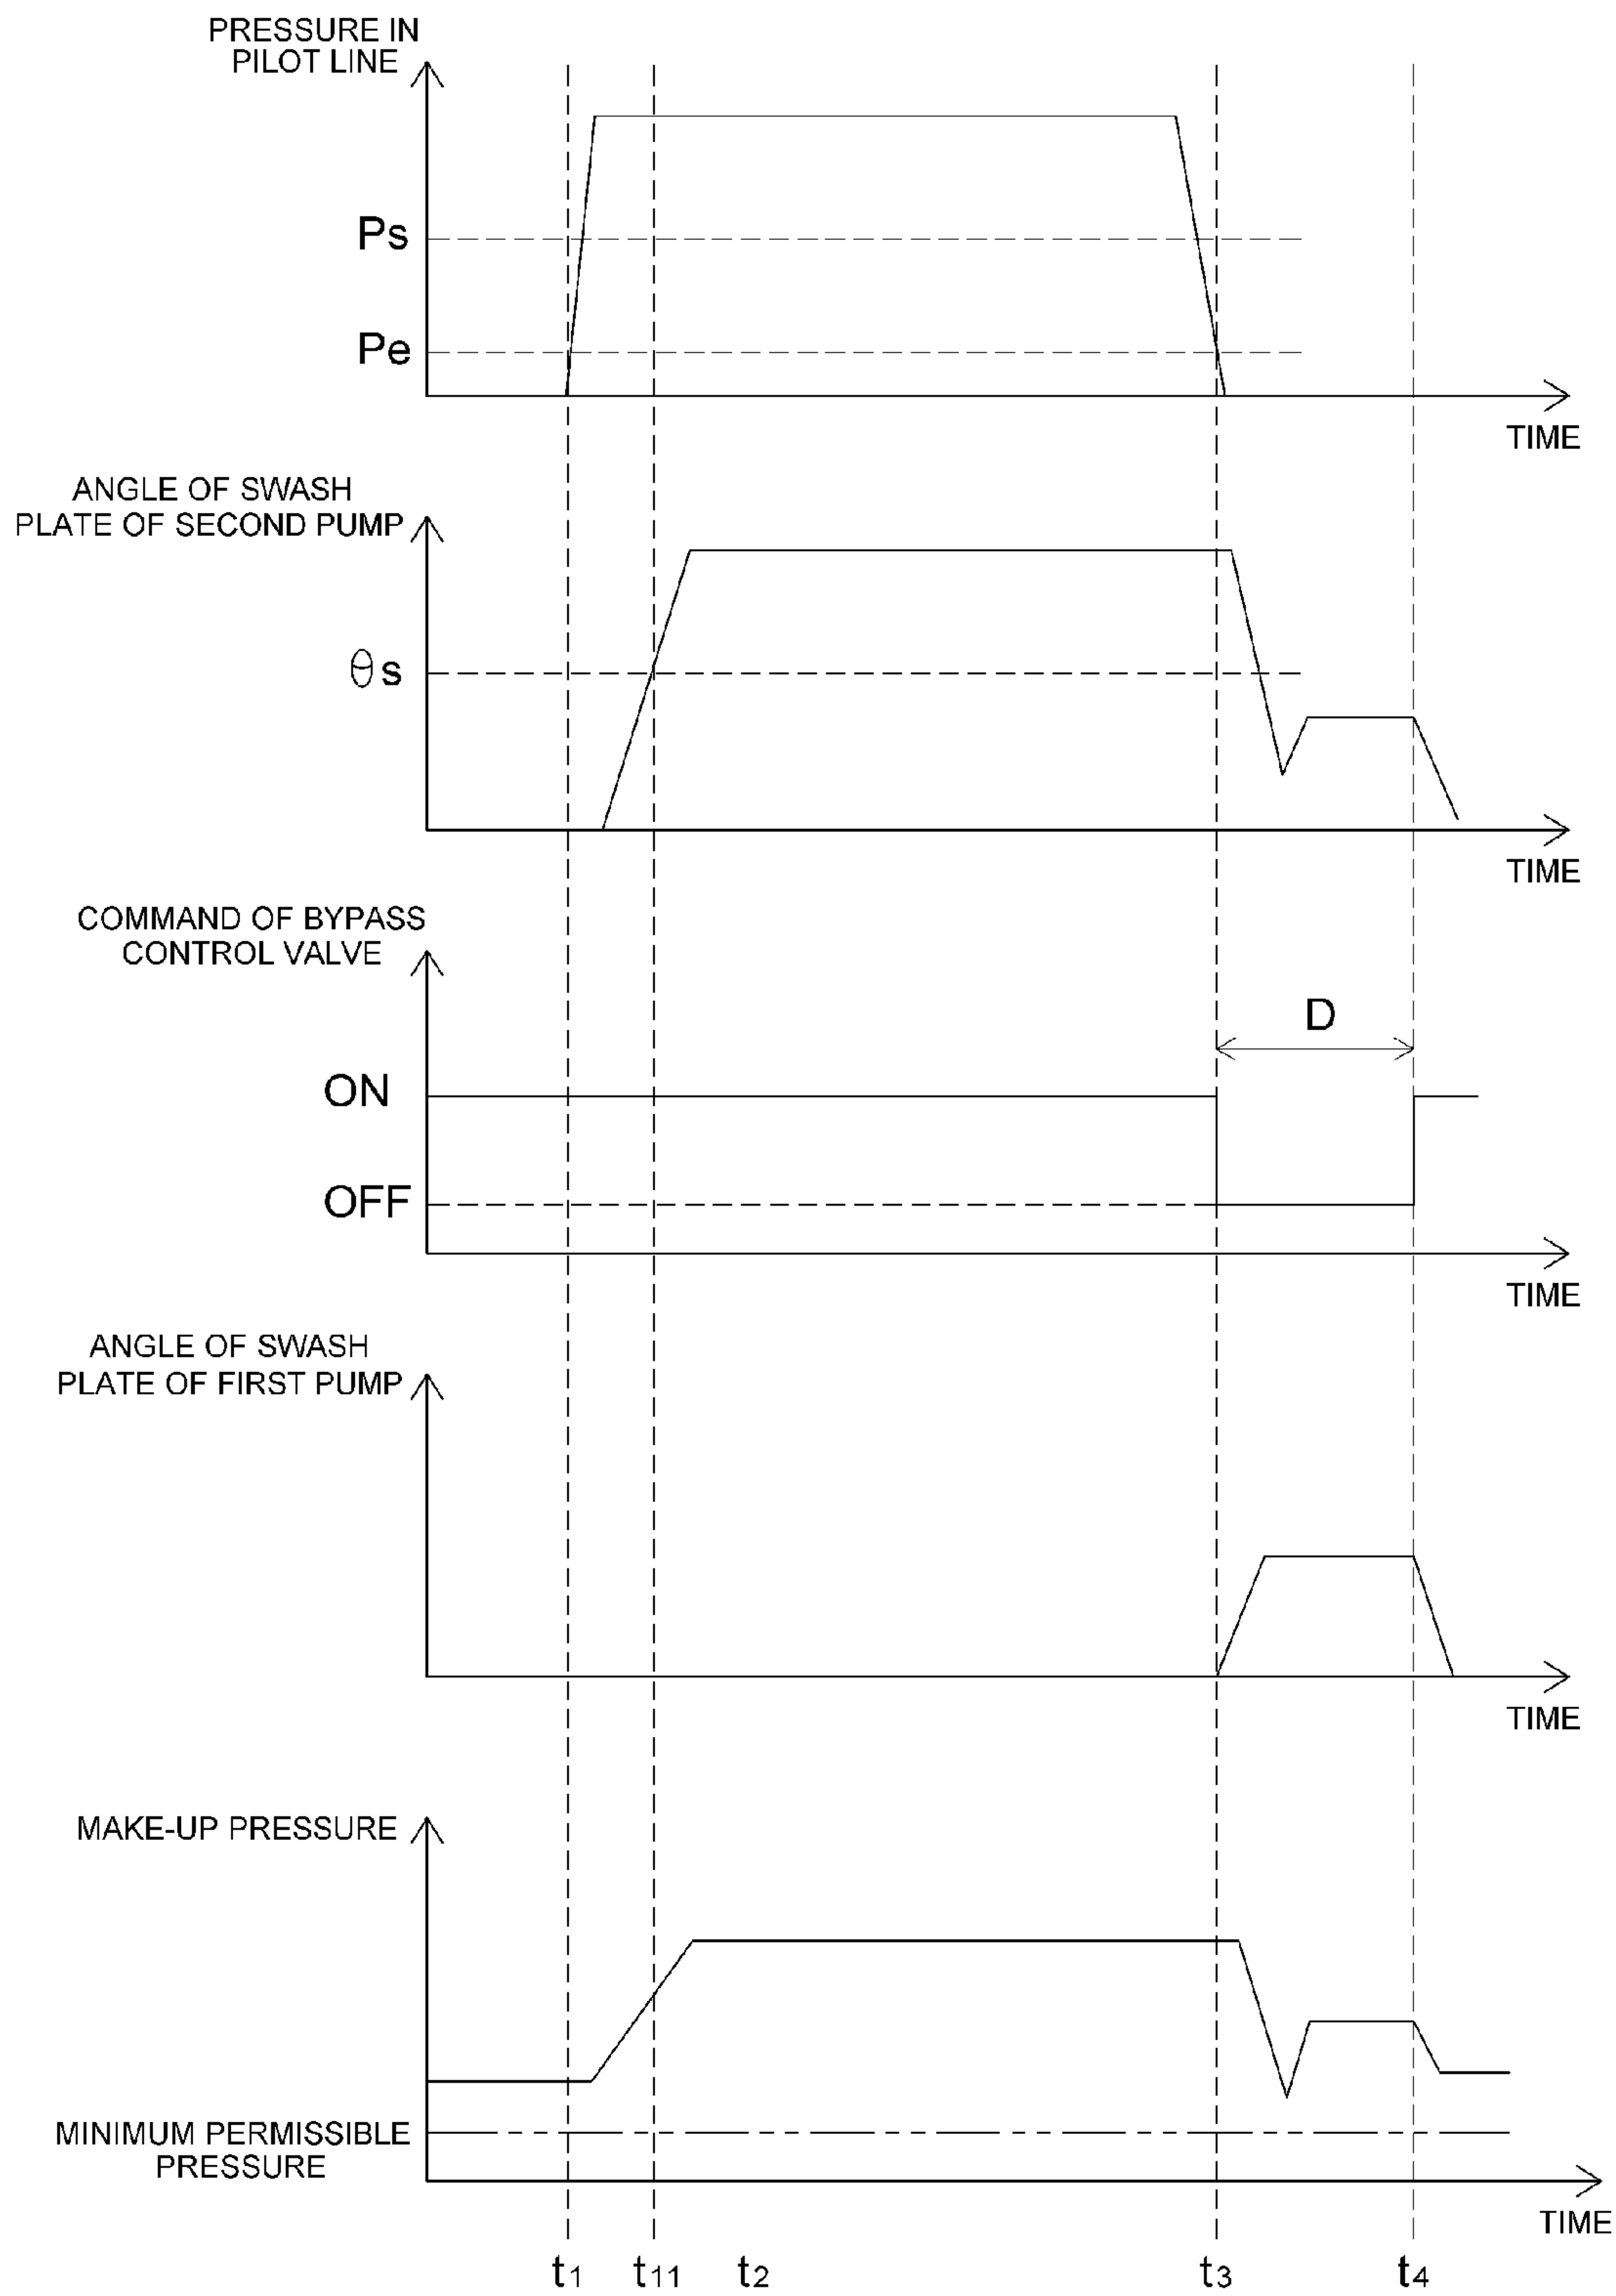 PRESSURE IN
PILOT LINE
Ps
Pe
TIME
ANGLE OF SWASH
PLATE OF SECOND PUMP
θs
TIME
COMMAND OF BYPASS
CONTROL VALVE
D
ON
OFF
TIME
ANGLE OF SWASH
PLATE OF FIRST PUMP
TIME
MAKE-UP PRESSURE
MINIMUM PERMISSIBLE
PRESSURE
TIME
t1 t11 t2 t3 t4